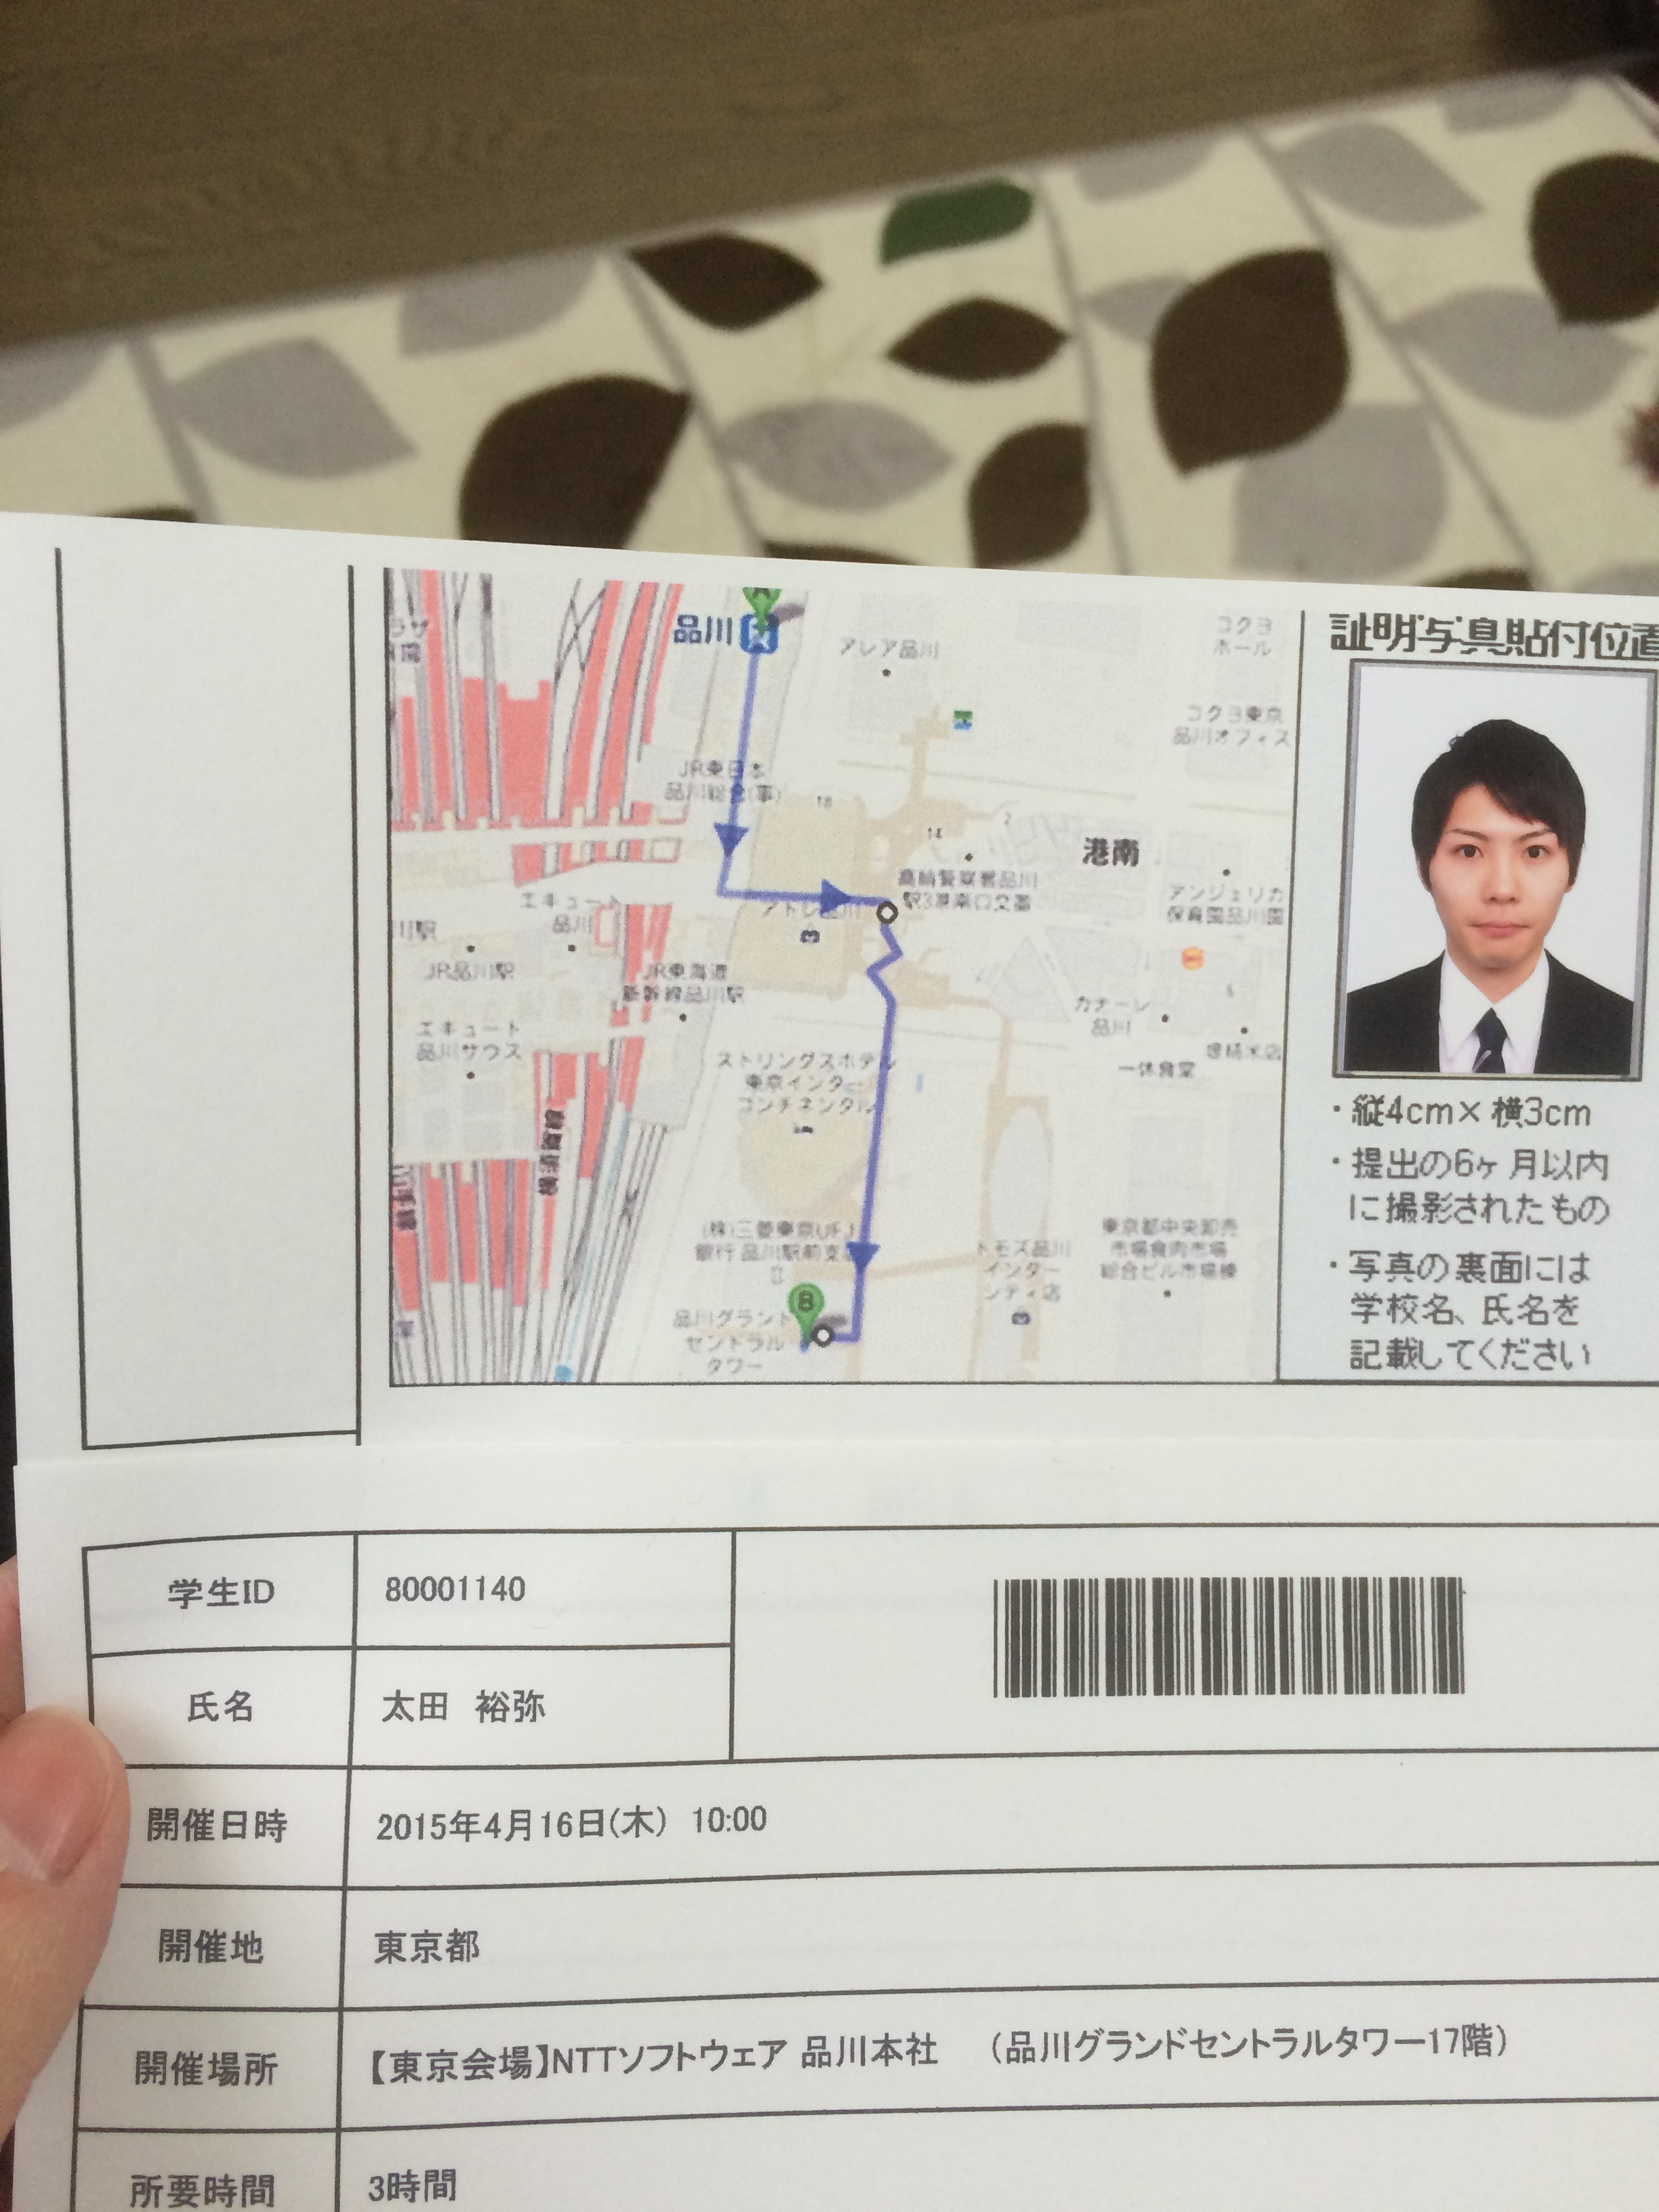 品川
アレア品川
コクヨ
ホール
コクヨ東京
品川オフィス
JR東日本
品川総合(事)
18
2
14
港南
高輪警察署品川
駅3港南口交番
アンジェリカ
保育園品川園
エキュート
品川
アトレ品川
川駅
JR品川駅
JR東海道
新幹線品川駅
エキュート
品川サウス
カナーレ
品川
一休食堂
ストリングスホテル
東京インター
コンチネンタル
横須賀線
(株)三菱東京UFJ
銀行 品川駅前支
トモズ品川
インター
シティ店
東京都中央卸売
市場食肉市場
総合ビル市場棟
B
品川グランド
セントラル
タワー
証明写真貼付位置
・縦4cm×横3cm
・提出の6ヶ月以内
に撮影されたもの
・写真の裏面には
学校名、氏名を
記載してください
学生ID 80001140
氏名 太田 裕弥
開催日時 2015年4月16日(木) 10:00
開催地 東京都
開催場所 【東京会場】NTTソフトウェア 品川本社 (品川グランドセントラルタワー17階)
所要時間 3時間